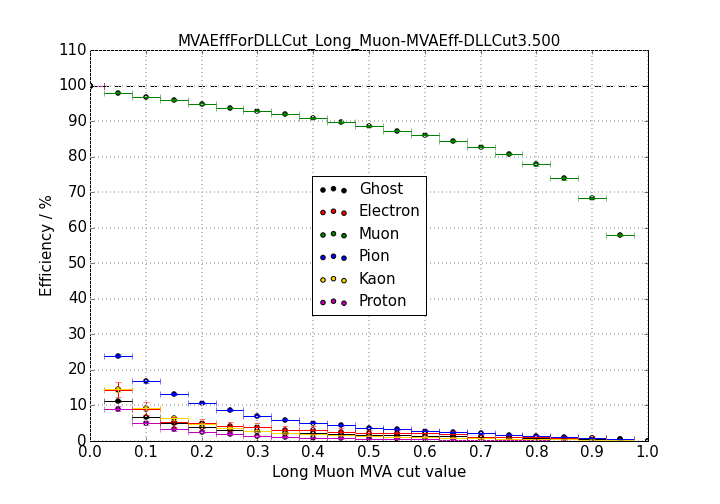 MVAEffForDLLCut_Long_Muon-MVAEff-DLLCut3.500
110
100
90
80
70
60
50
40
30
20
10
0
Efficiency / %
Ghost
Electron
Muon
Pion
Kaon
Proton
0.0 0.1 0.2 0.3 0.4 0.5 0.6 0.7 0.8 0.9 1.0
Long Muon MVA cut value